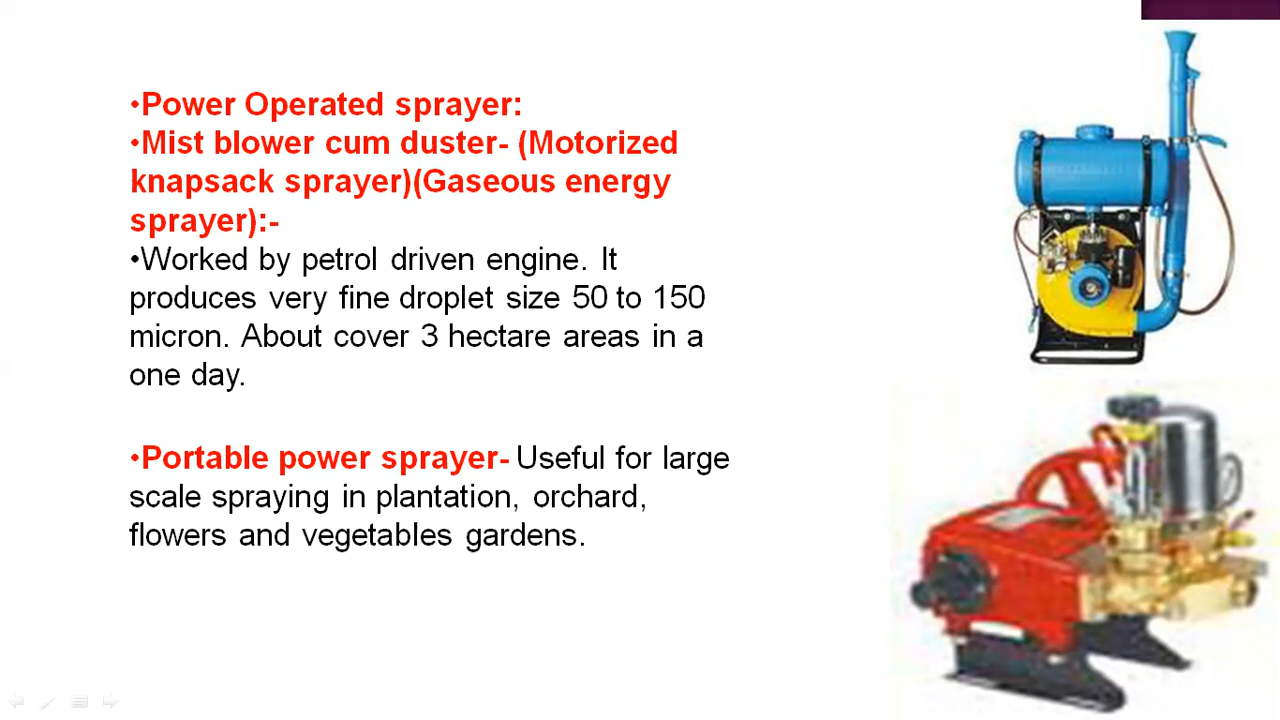 •Power Operated sprayer:
•Mist blower cum duster- (Motorized
knapsack sprayer)(Gaseous energy
sprayer):-
•Worked by petrol driven engine. It
produces very fine droplet size 50 to 150
micron. About cover 3 hectare areas in a
one day.
•Portable power sprayer- Useful for large
scale spraying in plantation, orchard,
flowers and vegetables gardens.